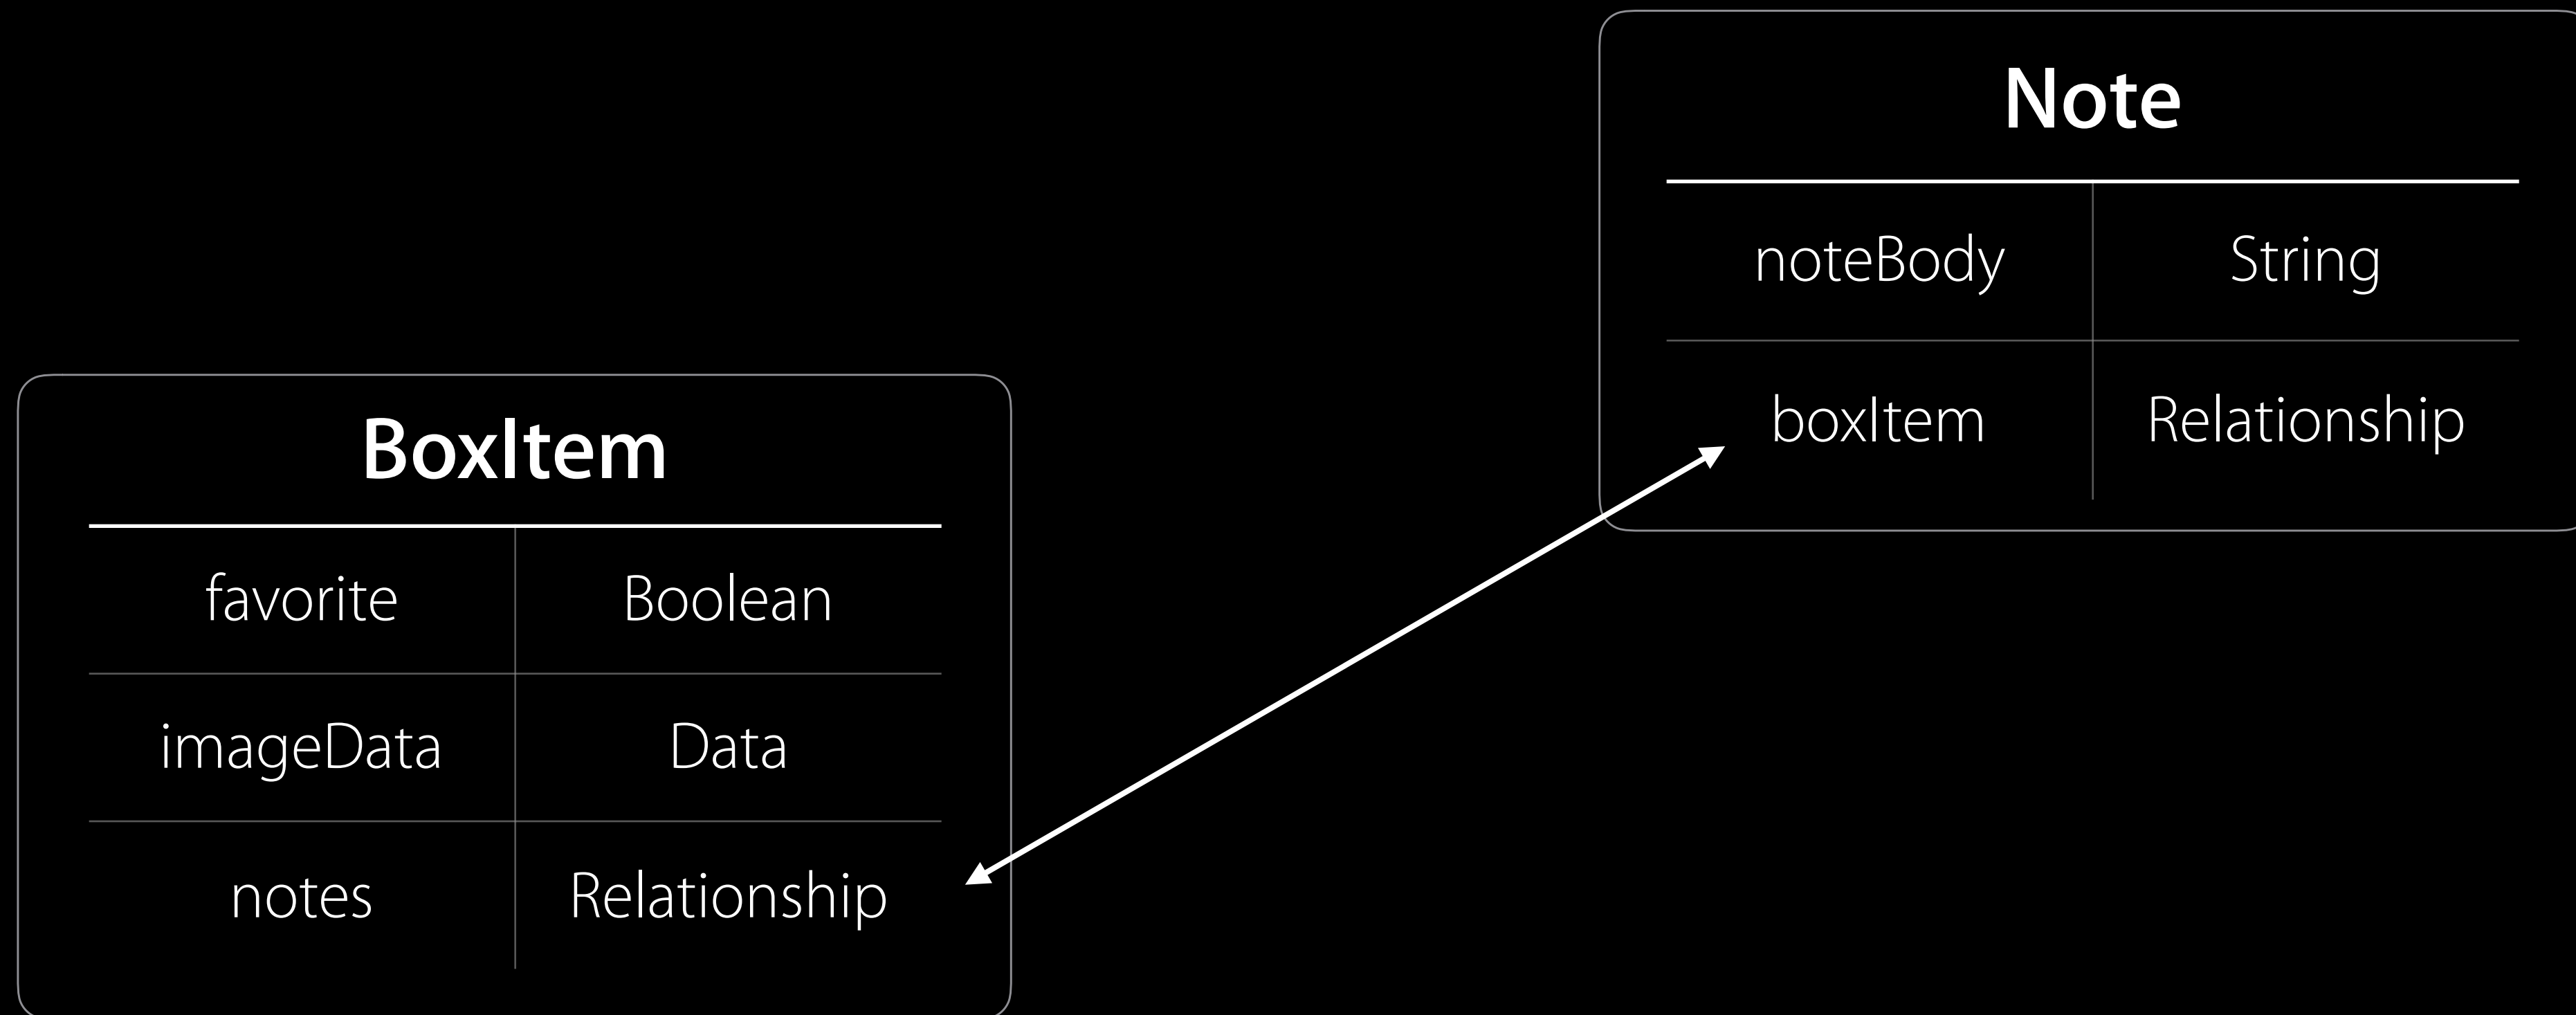 BoxItem
favorite Boolean
imageData Data
notes Relationship
Note
noteBody String
boxItem Relationship